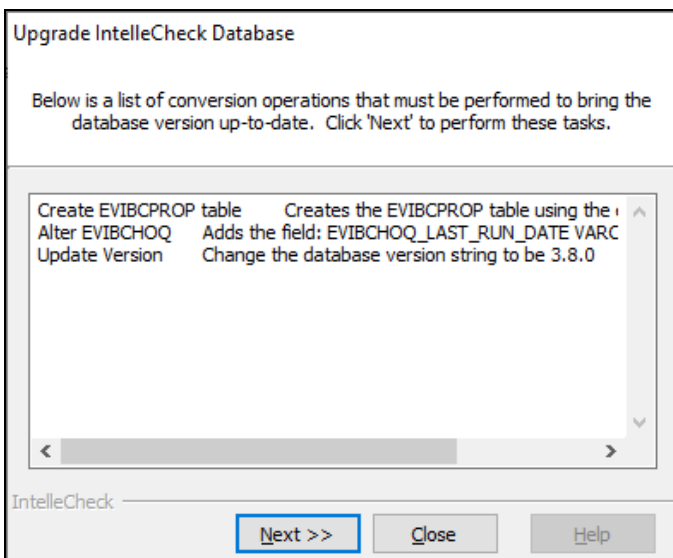 Upgrade IntelleCheck Database
Below is a list of conversion operations that must be performed to bring the
database version up-to-date. Click 'Next' to perform these tasks.
Create EVIBCPROP table Creates the EVIBCPROP table using the
Alter EVIBCHOQ Adds the field: EVIBCHOQ_LAST_RUN_DATE VARC
Update Version Change the database version string to be 3.8.0
IntelleCheck
Next >> Close Help